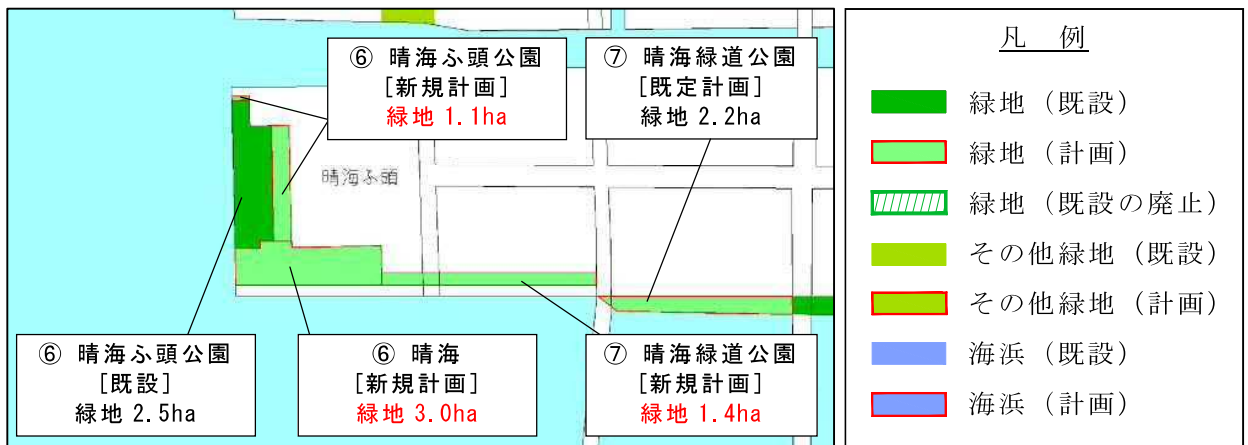 ⑥ 晴海ふ頭公園
[新規計画]
緑地 1.1ha
⑦ 晴海緑道公園
[既定計画]
緑地 2.2ha
晴海ふ頭
⑥ 晴海ふ頭公園
[既設]
緑地 2.5ha
⑥ 晴海
[新規計画]
緑地 3.0ha
⑦ 晴海緑道公園
[新規計画]
緑地 1.4ha
凡 例
緑地（既設）
緑地（計画）
緑地（既設の廃止）
その他緑地（既設）
その他緑地（計画）
海浜（既設）
海浜（計画）